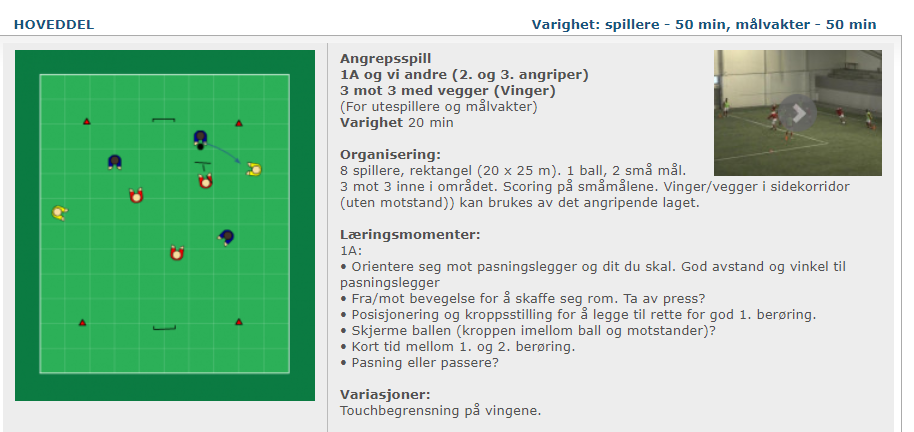 HOVEDDEL
Varighet: spillere - 50 min, målvakter - 50 min
Angrepsspill
1A og vi andre (2. og 3. angriper)
3 mot 3 med vegger (Vinger)
(For utespillere og målvakter)
Varighet 20 min
Organisering:
8 spillere, rektangel (20 x 25 m). 1 ball, 2 små mål.
3 mot 3 inne i området. Scoring på småmålene. Vinger/vegger i sidekorridor
(uten motstand)) kan brukes av det angripende laget.
Læringsmomenter:
1A:
• Orientere seg mot pasningslegger og dit du skal. God avstand og vinkel til
pasningslegger
• Fra/mot bevegelse for å skaffe seg rom. Ta av press?
• Posisjonering og kroppsstilling for å legge til rette for god 1. berøring.
• Skjerme ballen (kroppen imellom ball og motstander)?
• Kort tid mellom 1. og 2. berøring.
• Pasning eller passere?
Variasjoner:
Touchbegrensning på vingene.